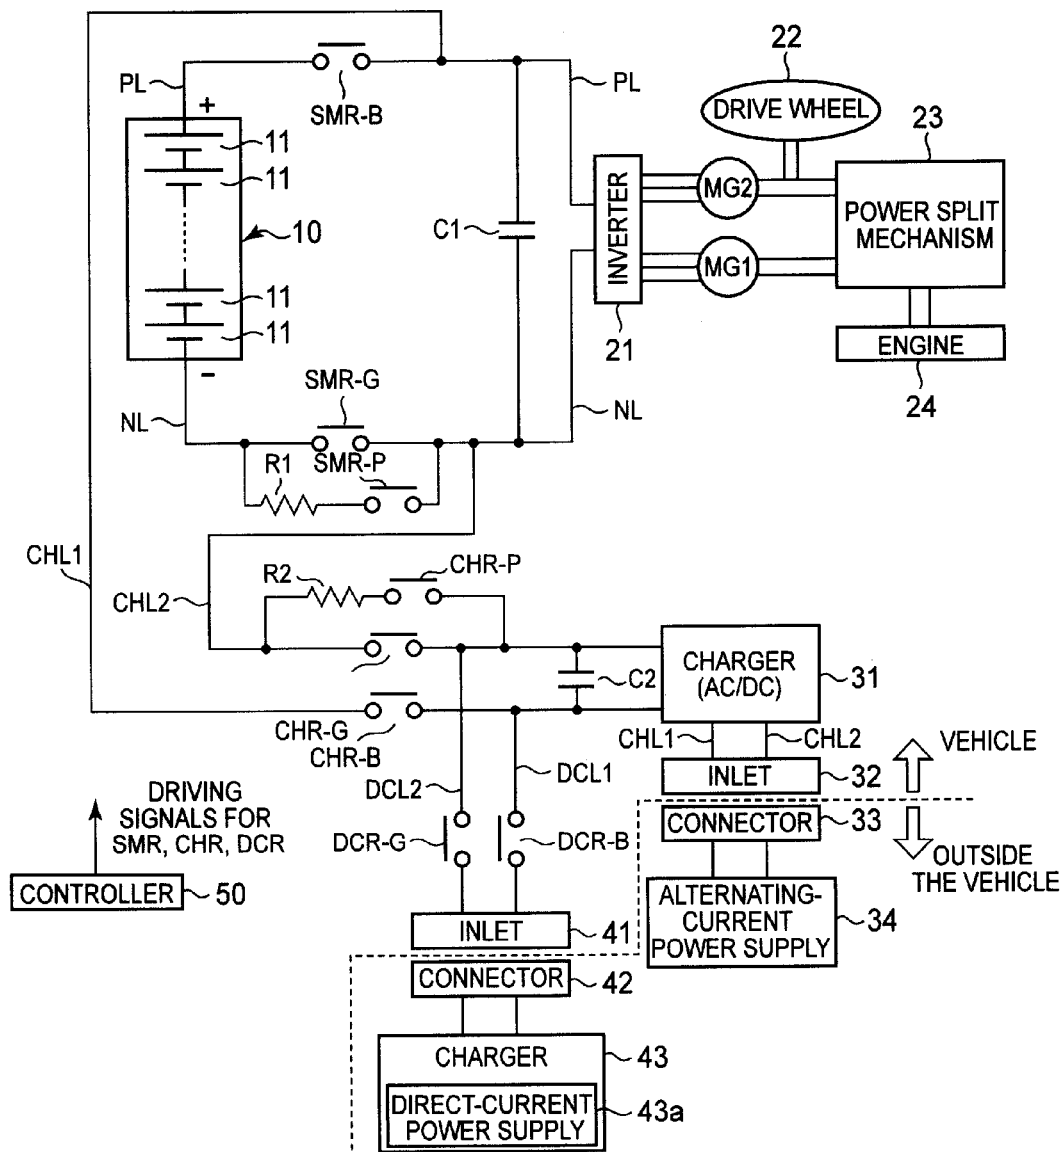 22
PL
SMR-B
PL
DRIVE WHEEL
23
+
11
11
10
C1
INVERTER
MG2
POWER SPLIT
MECHANISM
MG1
11
11
21
ENGINE
24
-
SMR-G
NL
NL
R1
SMR-P
CHL1
CHL2
R2
CHR-P
CHARGER
(AC/DC)
31
C2
CHR-G
CHR-B
CHL1
CHL2
VEHICLE
INLET
32
DCL2
DCL1
DRIVING
SIGNALS FOR
SMR, CHR, DCR
DCR-G
DCR-B
CONNECTOR
33
OUTSIDE
THE VEHICLE
CONTROLLER
50
ALTERNATING-
CURRENT
POWER SUPPLY
34
INLET
41
CONNECTOR
42
CHARGER
43
DIRECT-CURRENT
POWER SUPPLY
43a